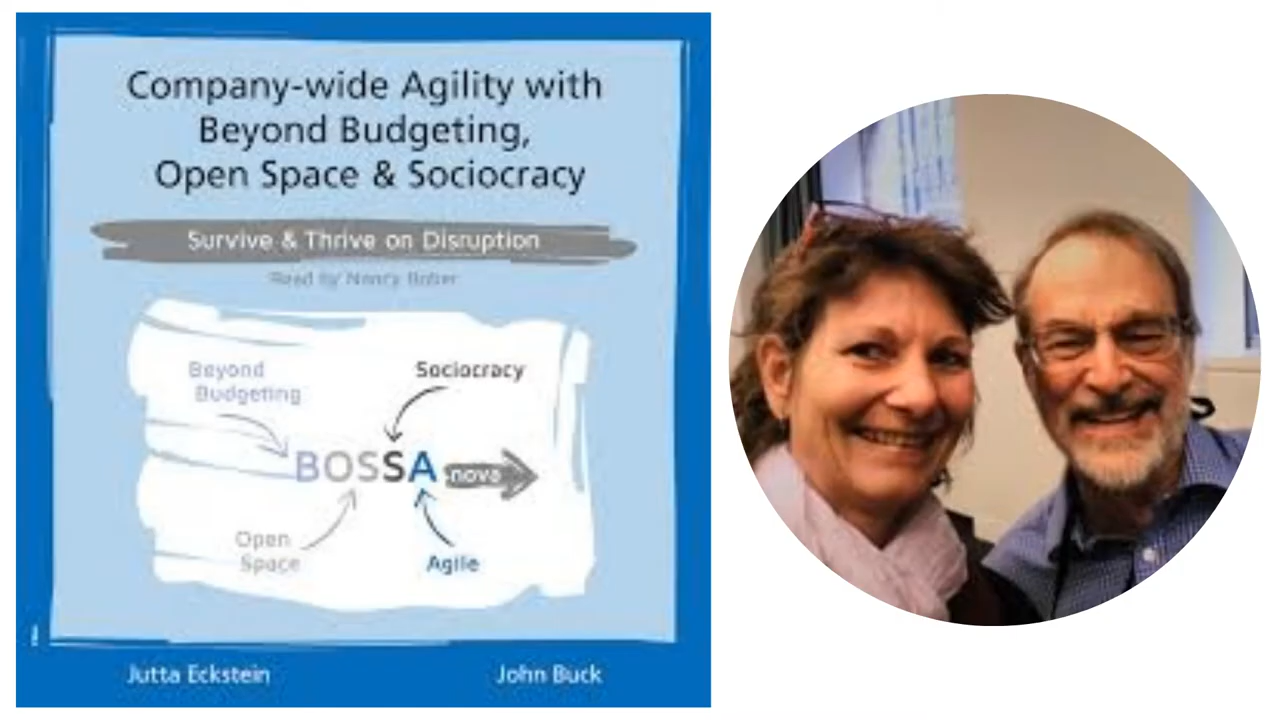 Company-wide Agility with
Beyond Budgeting,
Open Space & Sociocracy
Survive & Thrive on Disruption
Read by Nancy
Beyond
Budgeting
Sociocracy
BOSSA nova
Open
Space
Agile
Jutta Eckstein
John Buck